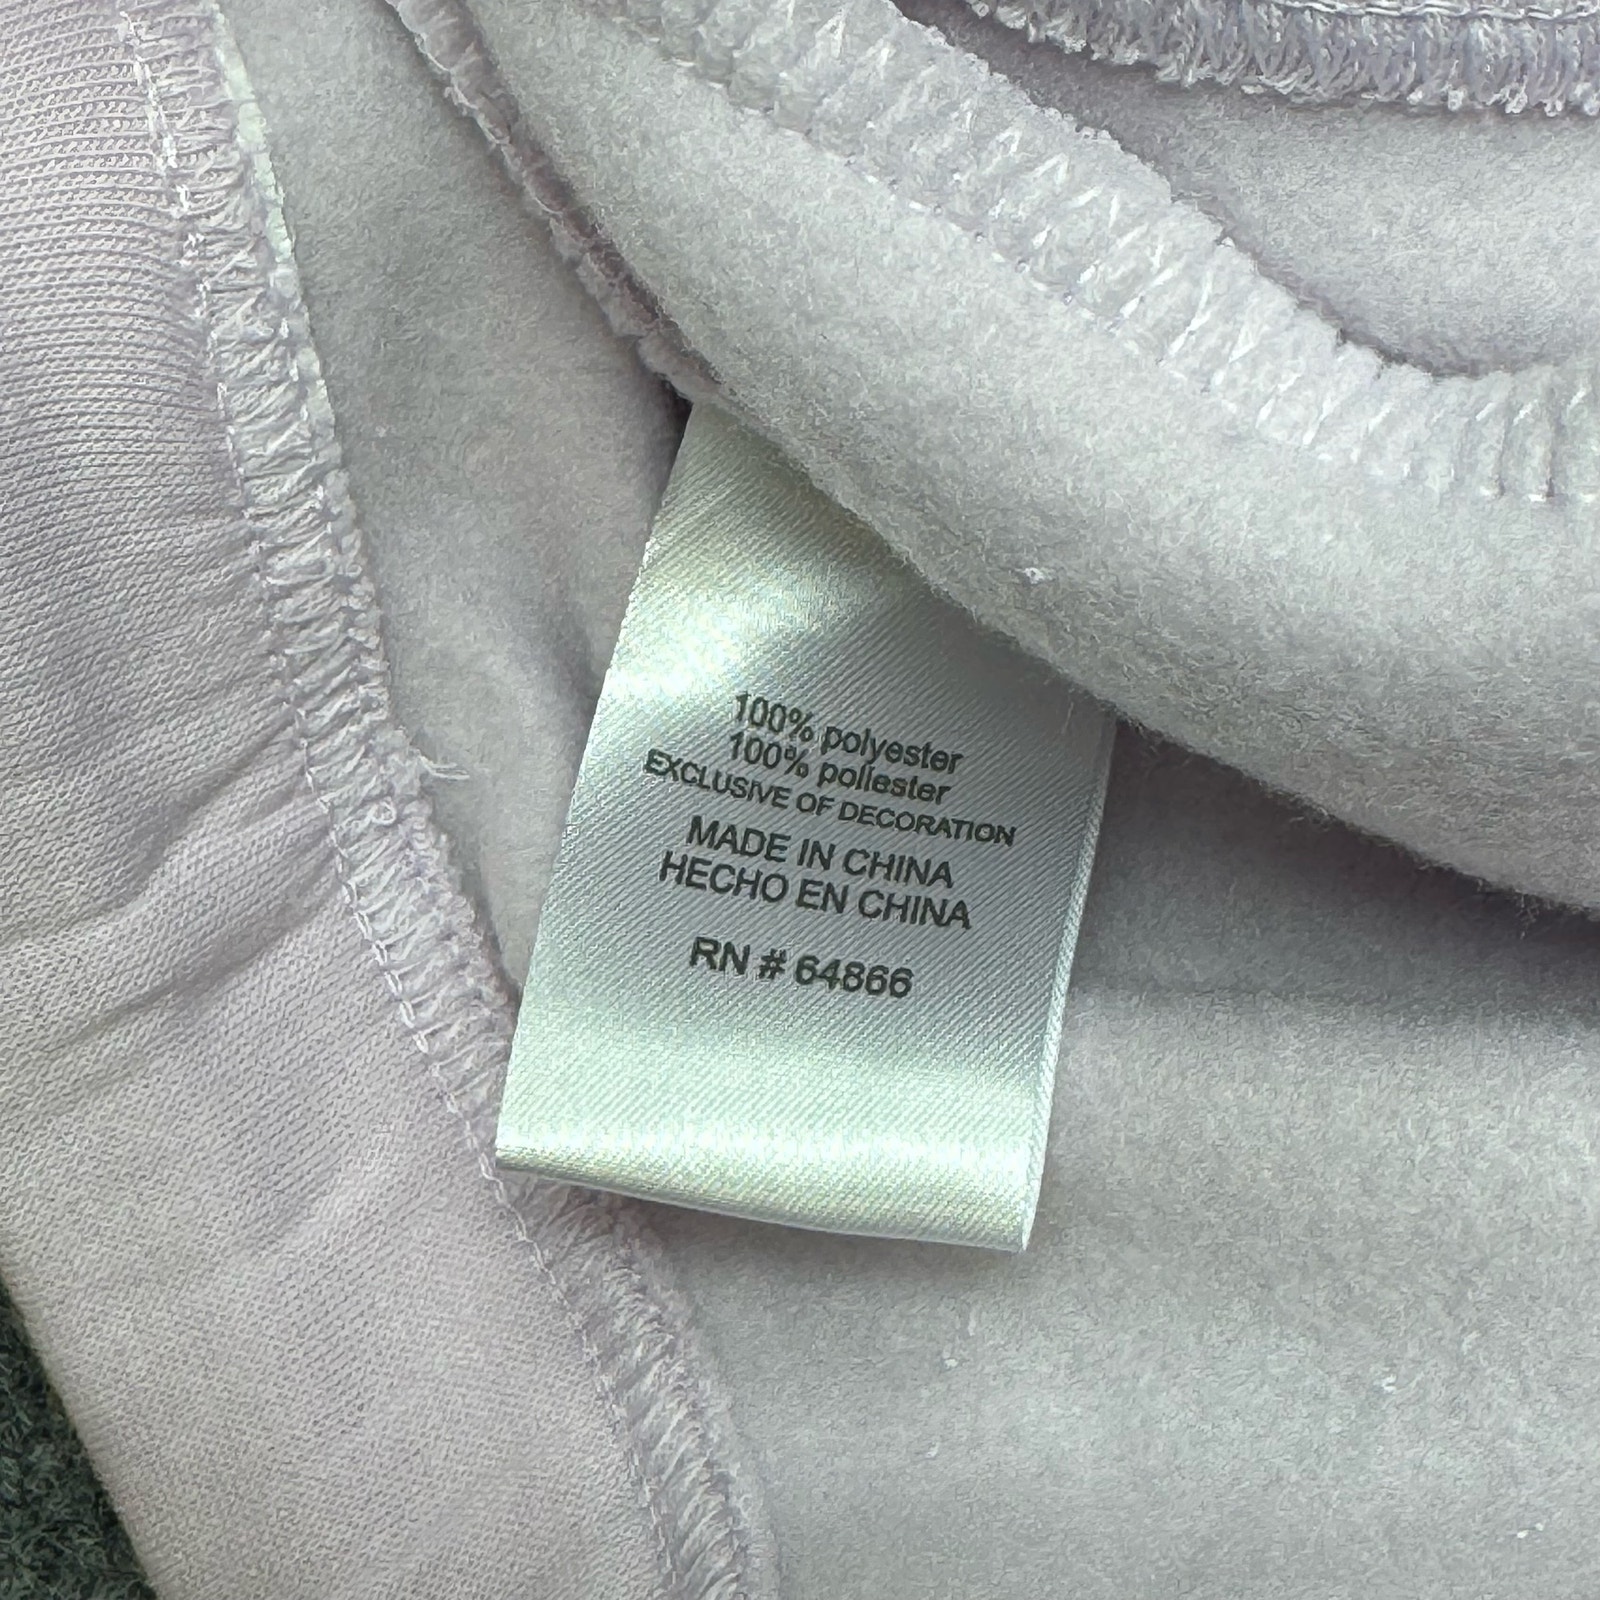 100% polyester
100% poliester
EXCLUSIVE OF DECORATION
MADE IN CHINA
HECHO EN CHINA
RN # 64866